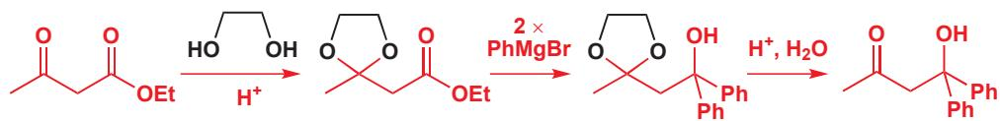 O O
OEt
HO OH
H⁺
O O O
OEt
2 ×
PhMgBr
O O OH
Ph
Ph
H⁺, H₂O
O OH
Ph
Ph